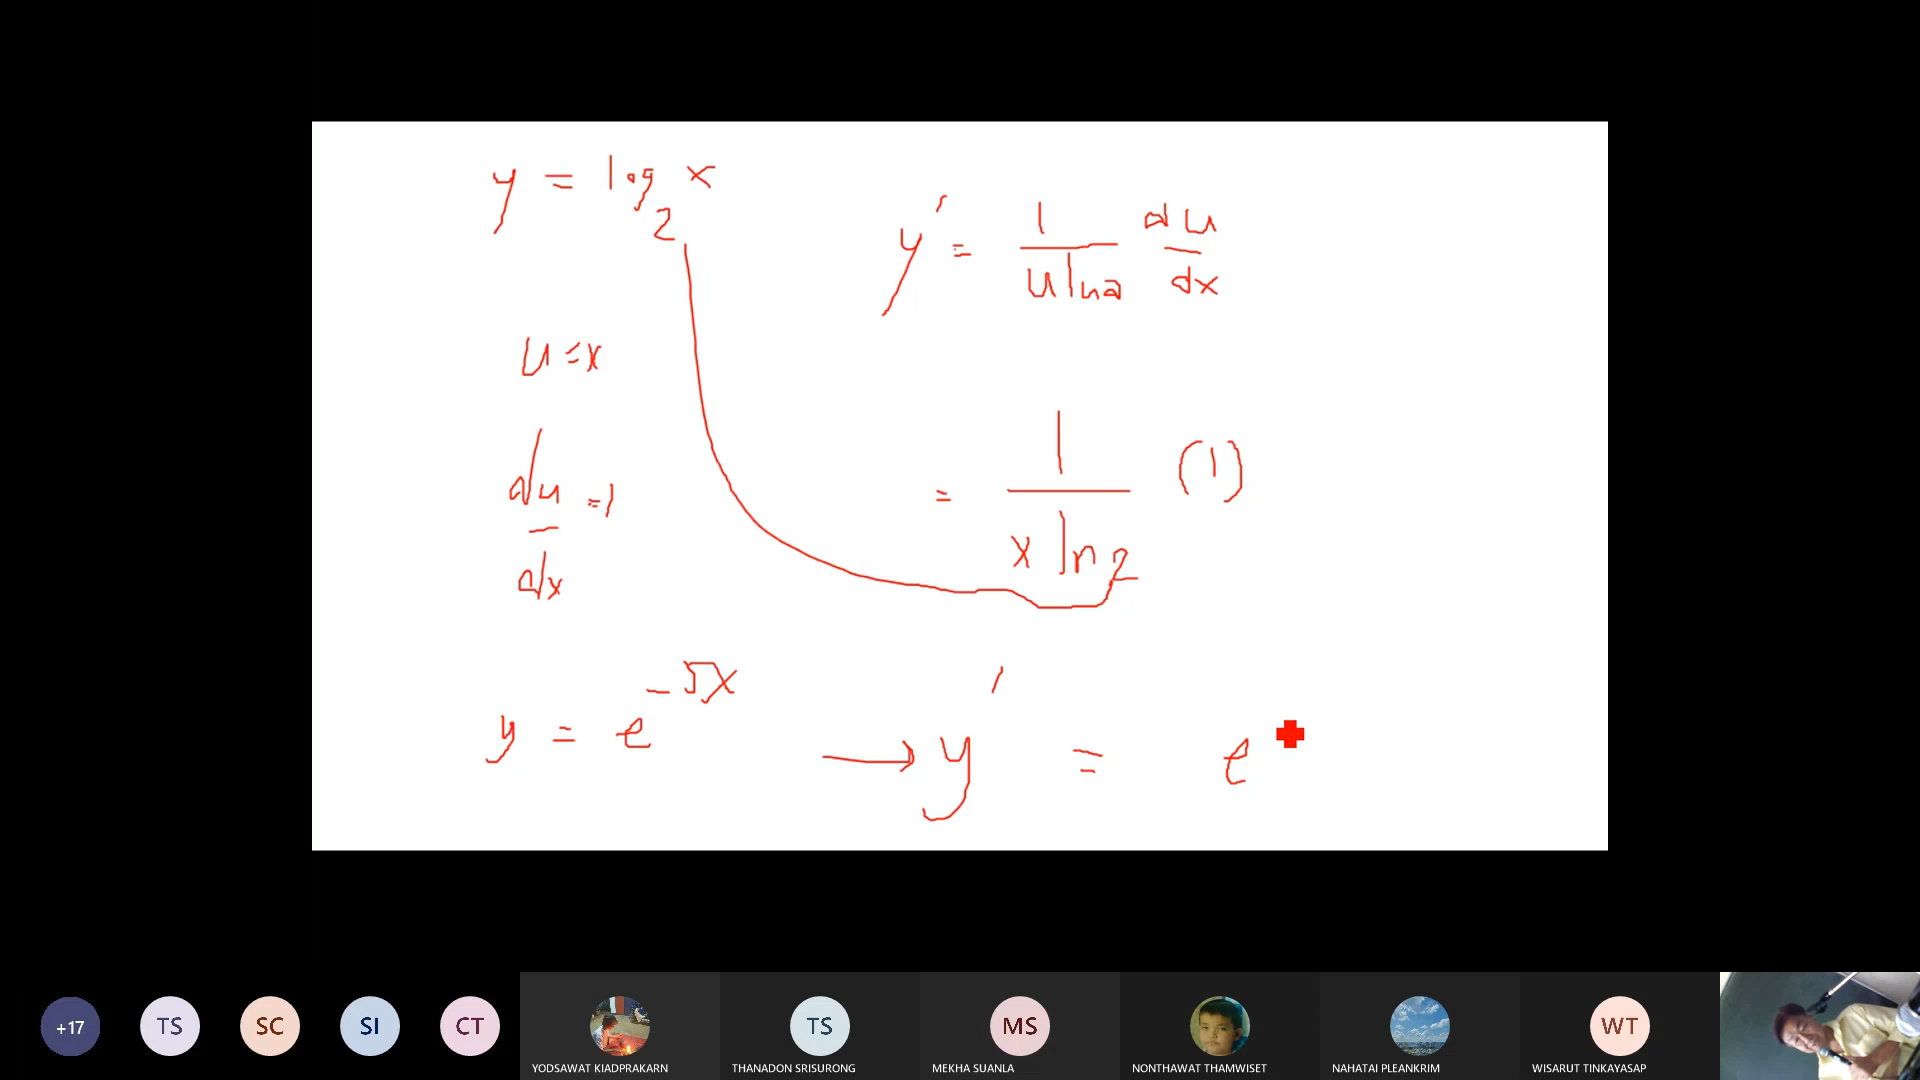 y = log₂ x
y' = 1/(u ln a) du/dx
u = x
du/dx = 1
= 1/(x ln 2) (1)
y = e^(-5x) → y' = e
+17 TS SC SI CT TS MS WT
YODSAWAT KIADPRAKARN THANADON SRISURONG MEKHA SUANLA NONTHAWAT THAMWISET NAHATAI PLEANKRIM WISARUT TINKAYASAP